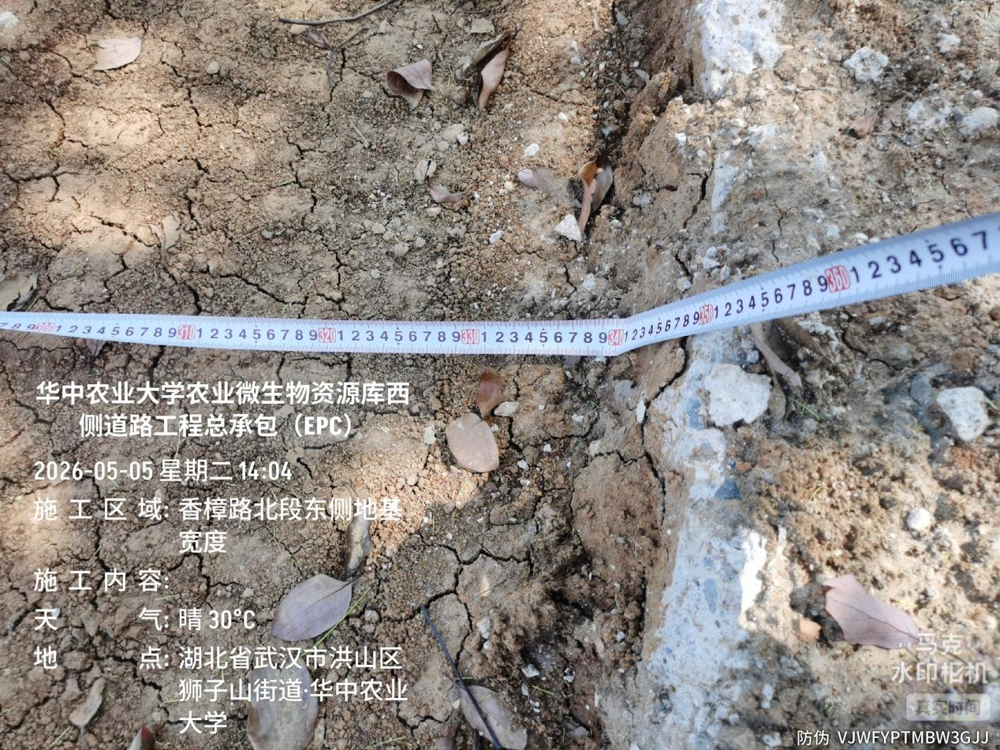 7 8 9 300 1 2 3 4 5 6 7 8 9 310 1 2 3 4 5 6 7 8 9 320 1 2 3 4 5 6 7 8 9 330 1 2 3 4 5 6 7 8 9 340 1 2 3 4 5 6 7 8 9 350 1 2 3 4 5 6 7 8 9 360 1 2 3 4 5 6 7
华中农业大学农业微生物资源库西
侧道路工程总承包（EPC）
2026-05-05 星期二 14:04
施工区域: 香樟路北段东侧地基
宽度
施工内容:
天气: 晴 30℃
地点: 湖北省武汉市洪山区
狮子山街道·华中农业
大学
马克
水印相机
真实时间
防伪 VJWFYPTMBW3GJJ